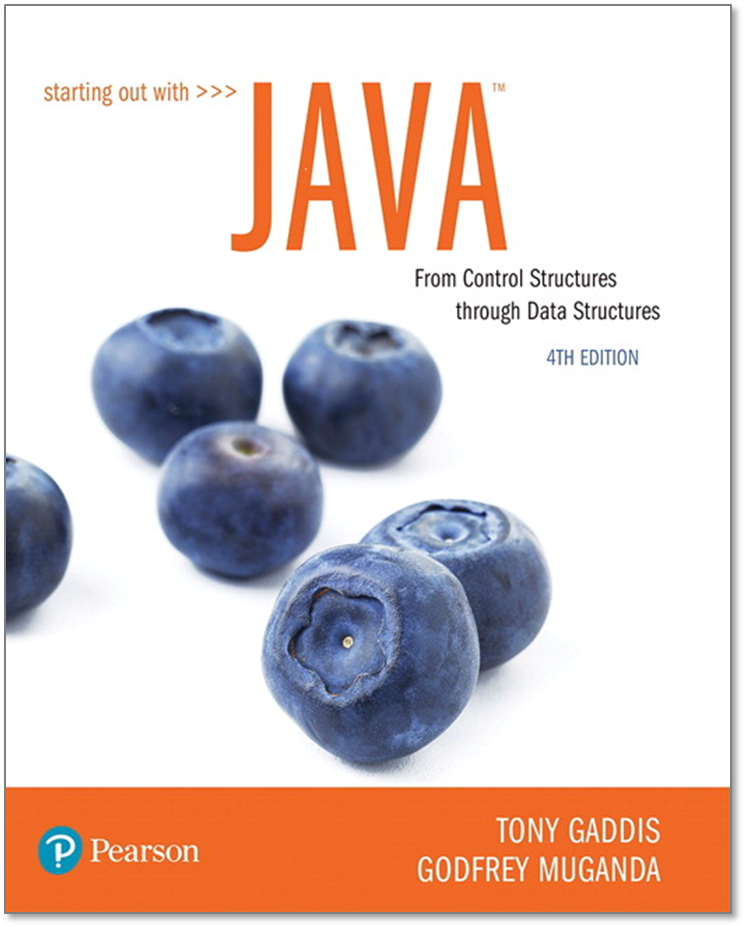 starting out with >>>
JAVA™
From Control Structures
through Data Structures
4TH EDITION
P Pearson
TONY GADDIS
GODFREY MUGANDA